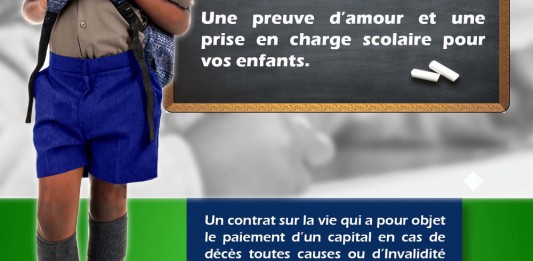 Une preuve d'amour et une
prise en charge scolaire pour
vos enfants.
Un contrat sur la vie qui a pour objet
le paiement d'un capital en cas de
décès toutes causes ou d'Invalidité